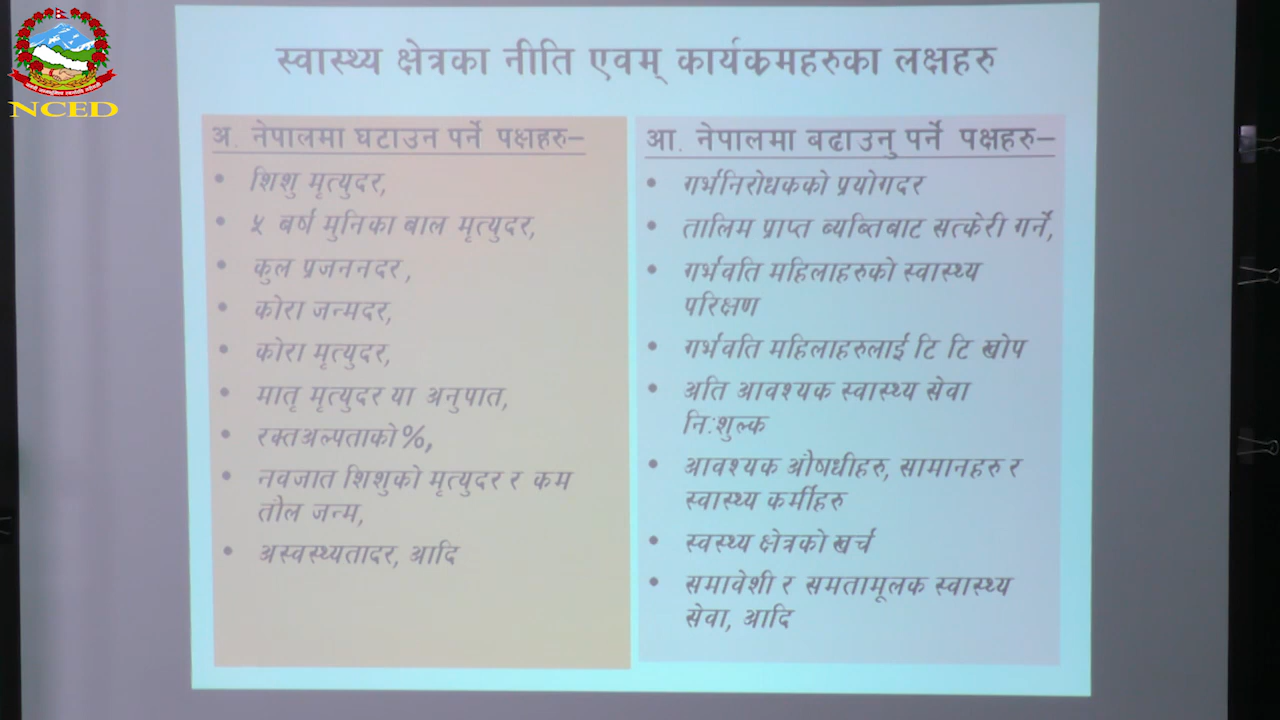 NCED
स्वास्थ्य क्षेत्रका नीति एवम् कार्यक्रमहरुका लक्षहरु
अ. नेपालमा घटाउन पर्ने पक्षहरु–
• शिशु मृत्युदर,
• ५ बर्ष मुनिका बाल मृत्युदर,
• कुल प्रजननदर,
• कोरा जन्मदर,
• कोरा मृत्युदर,
• मातृ मृत्युदर या अनुपात,
• रक्तअल्पताको %,
• नवजात शिशुको मृत्युदर र कम
तौल जन्म,
• अस्वस्थ्यतादर, आदि
आ. नेपालमा बढाउनु पर्ने पक्षहरु–
• गर्भनिरोधकको प्रयोगदर
• तालिम प्राप्त ब्यक्तिबाट सत्केरी गर्ने,
• गर्भवति महिलाहरुको स्वास्थ्य
परिक्षण
• गर्भवति महिलाहरुलाई टि टि खोप
• अति आवश्यक स्वास्थ्य सेवा
नि:शुल्क
• आवश्यक औषधीहरु, सामानहरु र
स्वास्थ्य कर्मीहरु
• स्वस्थ्य क्षेत्रको खर्च
• समावेशी र समतामूलक स्वास्थ्य
सेवा, आदि